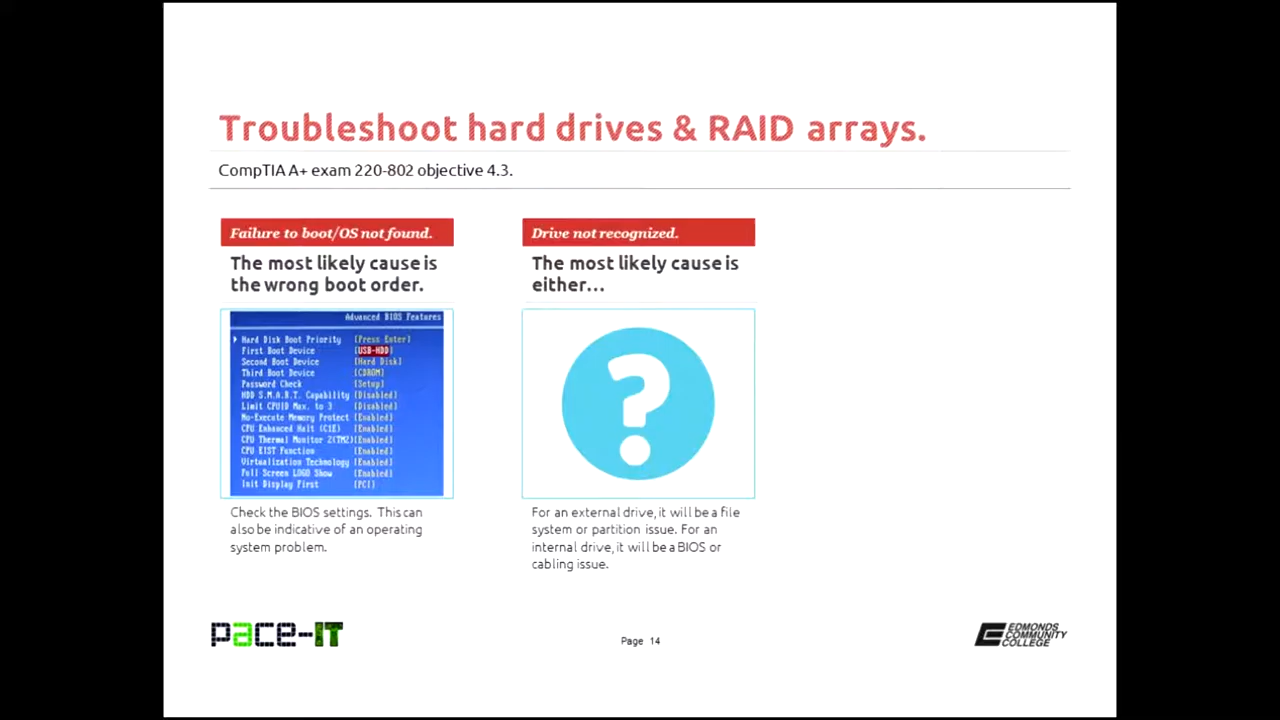 Troubleshoot hard drives & RAID arrays.
CompTIA A+ exam 220-802 objective 4.3.
Failure to boot/OS not found.
The most likely cause is
the wrong boot order.
Advanced BIOS Features
Hard Disk Boot Priority [Press Enter]
First Boot Device [USB-HDD]
Second Boot Device [Hard Disk]
Third Boot Device [CDROM]
Password Check [Setup]
HDD S.M.A.R.T. Capability [Disabled]
Limit CPUID Max. to 3 [Disabled]
No-Execute Memory Protect [Enabled]
CPU Enhanced Halt (C1E) [Enabled]
CPU Thermal Monitor 2(TM2) [Enabled]
CPU EIST Function [Enabled]
Virtualization Technology [Enabled]
Full Screen LOGO Show [Enabled]
Init Display First [PCI]
Check the BIOS settings. This can
also be indicative of an operating
system problem.
Drive not recognized.
The most likely cause is
either...
?
For an external drive, it will be a file
system or partition issue. For an
internal drive, it will be a BIOS or
cabling issue.
pace-IT
Page 14
EDMONDS
COMMUNITY
COLLEGE